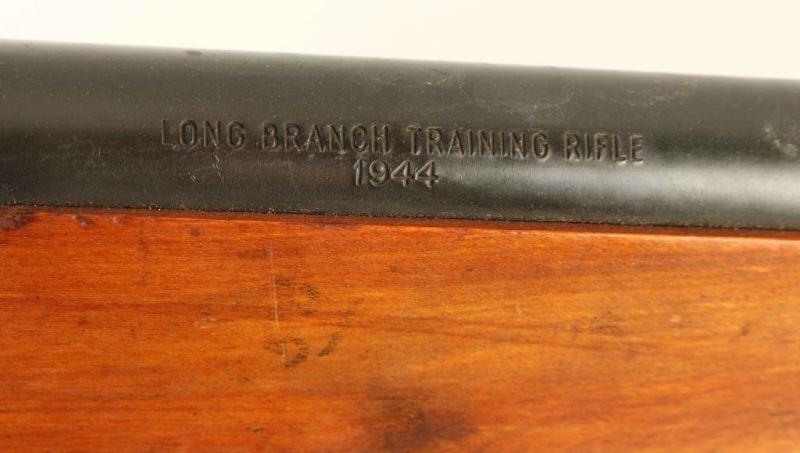 LONG BRANCH TRAINING RIFLE
1944